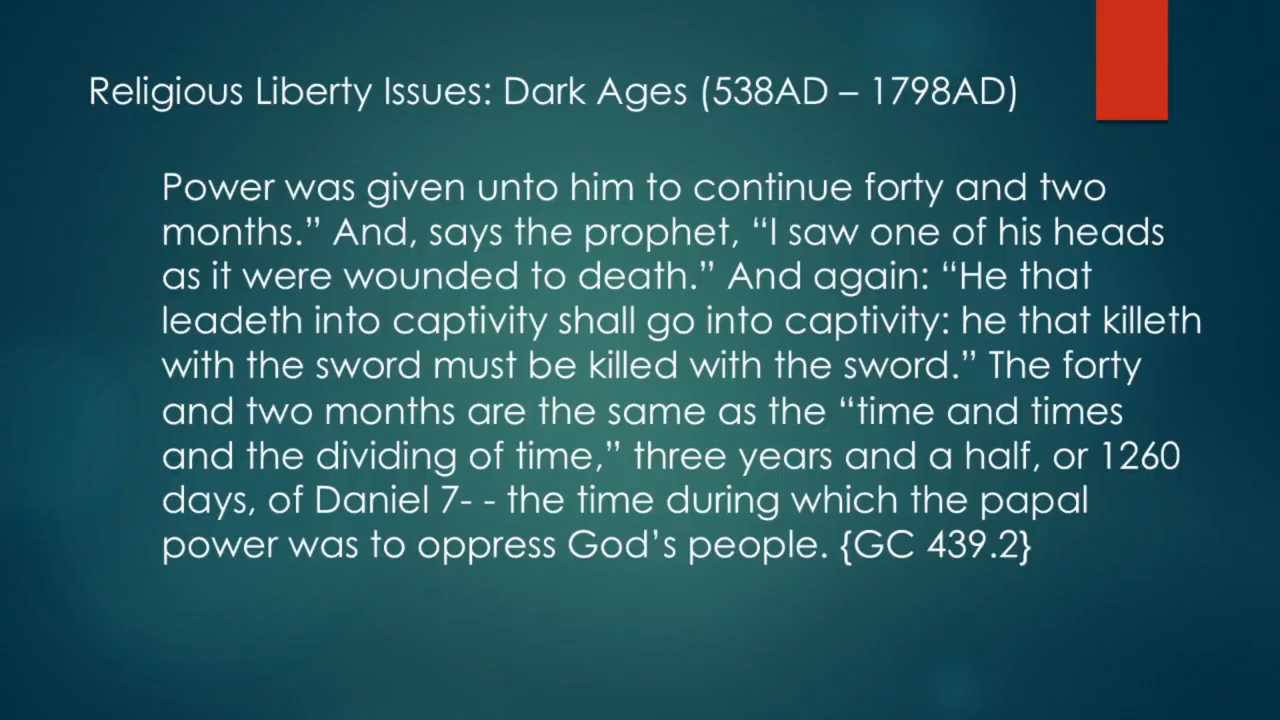 Religious Liberty Issues: Dark Ages (538AD – 1798AD)
Power was given unto him to continue forty and two
months.” And, says the prophet, “I saw one of his heads
as it were wounded to death.” And again: “He that
leadeth into captivity shall go into captivity: he that killeth
with the sword must be killed with the sword.” The forty
and two months are the same as the “time and times
and the dividing of time,” three years and a half, or 1260
days, of Daniel 7- - the time during which the papal
power was to oppress God’s people. {GC 439.2}